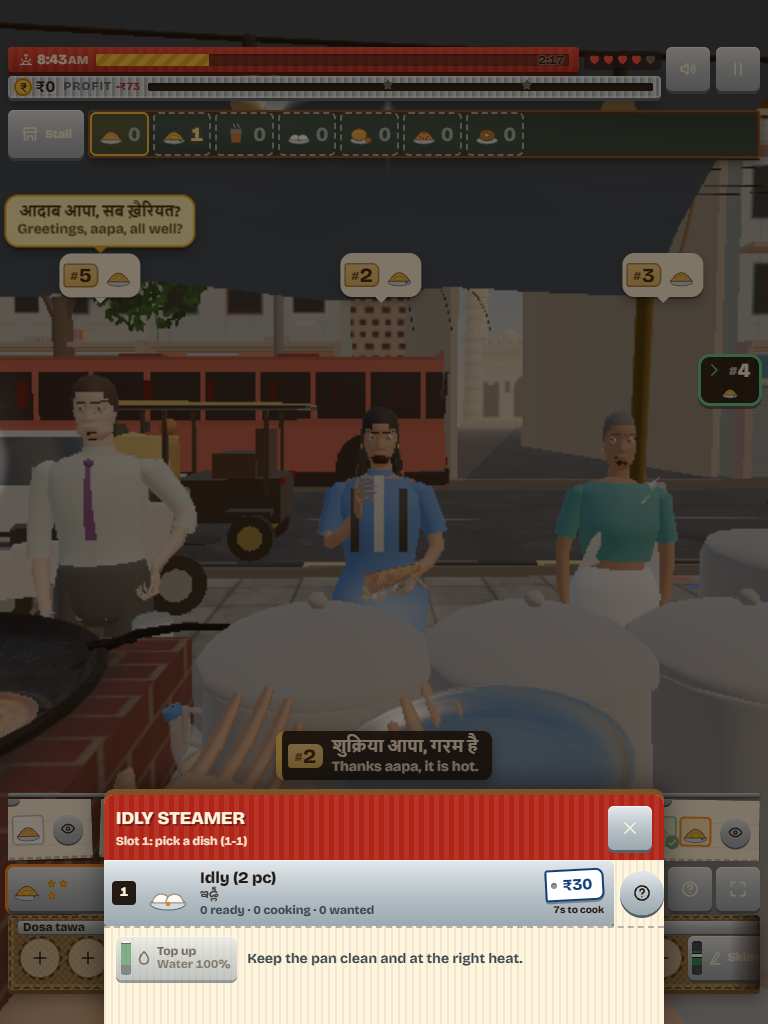 8:43AM
2:17
₹0 PROFIT -₹73
Stall
0 1 0 0 0 0 0
आदाब आपा, सब ख़ैरियत?
Greetings, aapa, all well?
#5
#2
#3
#4
#2
शुक्रिया आपा, गरम है
Thanks aapa, it is hot.
IDLY STEAMER
Slot 1: pick a dish (1-1)
1
Idly (2 pc)
ఇడ్లీ
0 ready · 0 cooking · 0 wanted
₹30
7s to cook
Top up
Water 100%
Keep the pan clean and at the right heat.
Dosa tawa